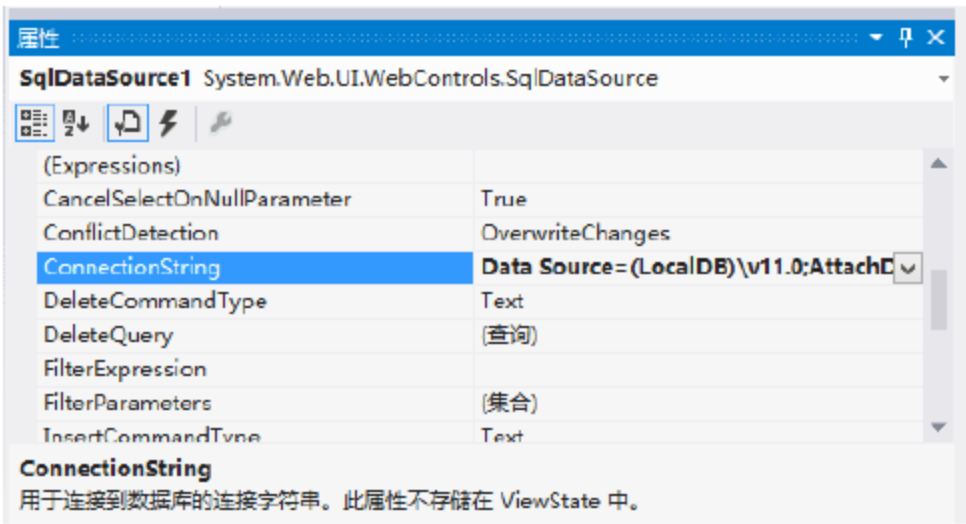 属性
SqlDataSource1 System.Web.UI.WebControls.SqlDataSource
(Expressions)
CancelSelectOnNullParameter True
ConflictDetection OverwriteChanges
ConnectionString Data Source=(LocalDB)\v11.0;AttachD
DeleteCommandType Text
DeleteQuery (查询)
FilterExpression
FilterParameters (集合)
InsertCommandType Text
ConnectionString
用于连接到数据库的连接字符串。此属性不存储在 ViewState 中。